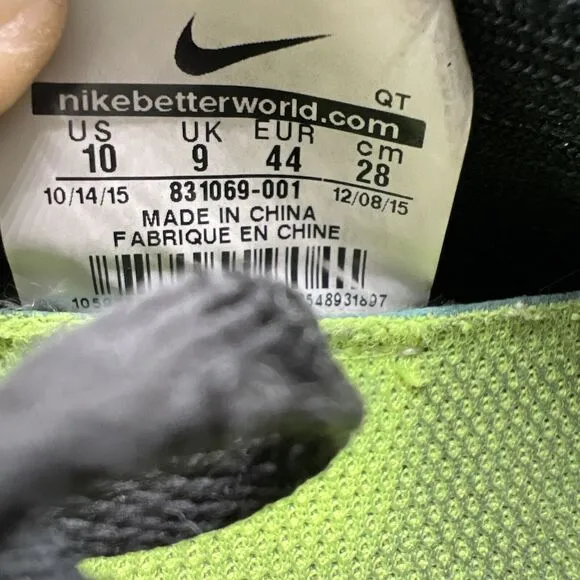 QT
nikebetterworld.com
US UK EUR cm
10 9 44 28
10/14/15 831069-001 12/08/15
MADE IN CHINA
FABRIQUE EN CHINE
548931897